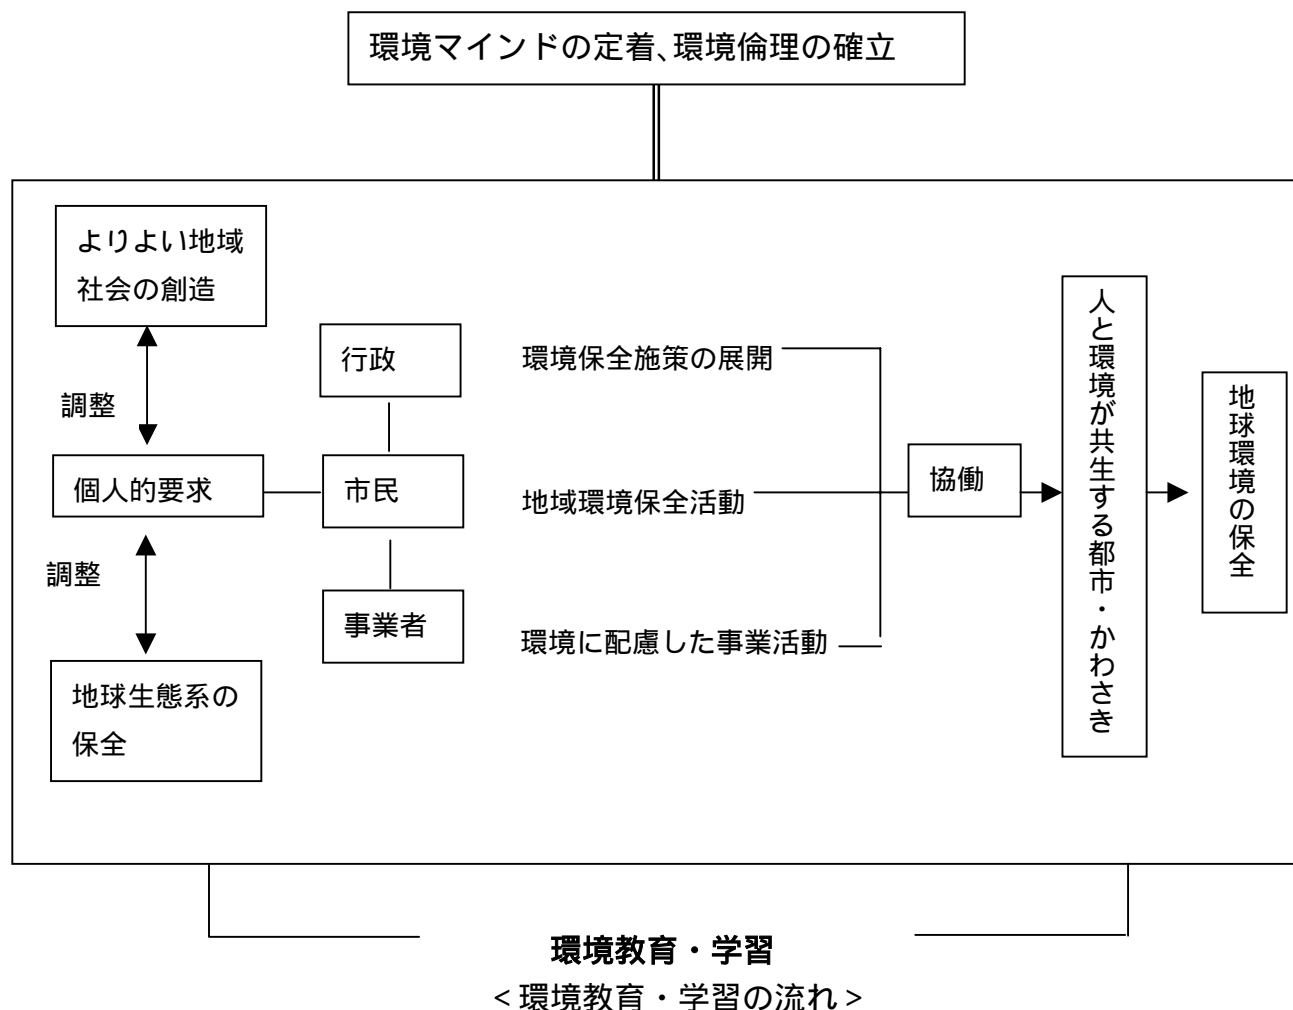 環境マインドの定着、環境倫理の確立
よりよい地域
社会の創造
調整
個人的要求
調整
地球生態系の
保全
行政
市民
事業者
環境保全施策の展開
地域環境保全活動
環境に配慮した事業活動
協働
人と環境が共生する都市・かわさき
地球環境の保全
環境教育・学習
<環境教育・学習の流れ>